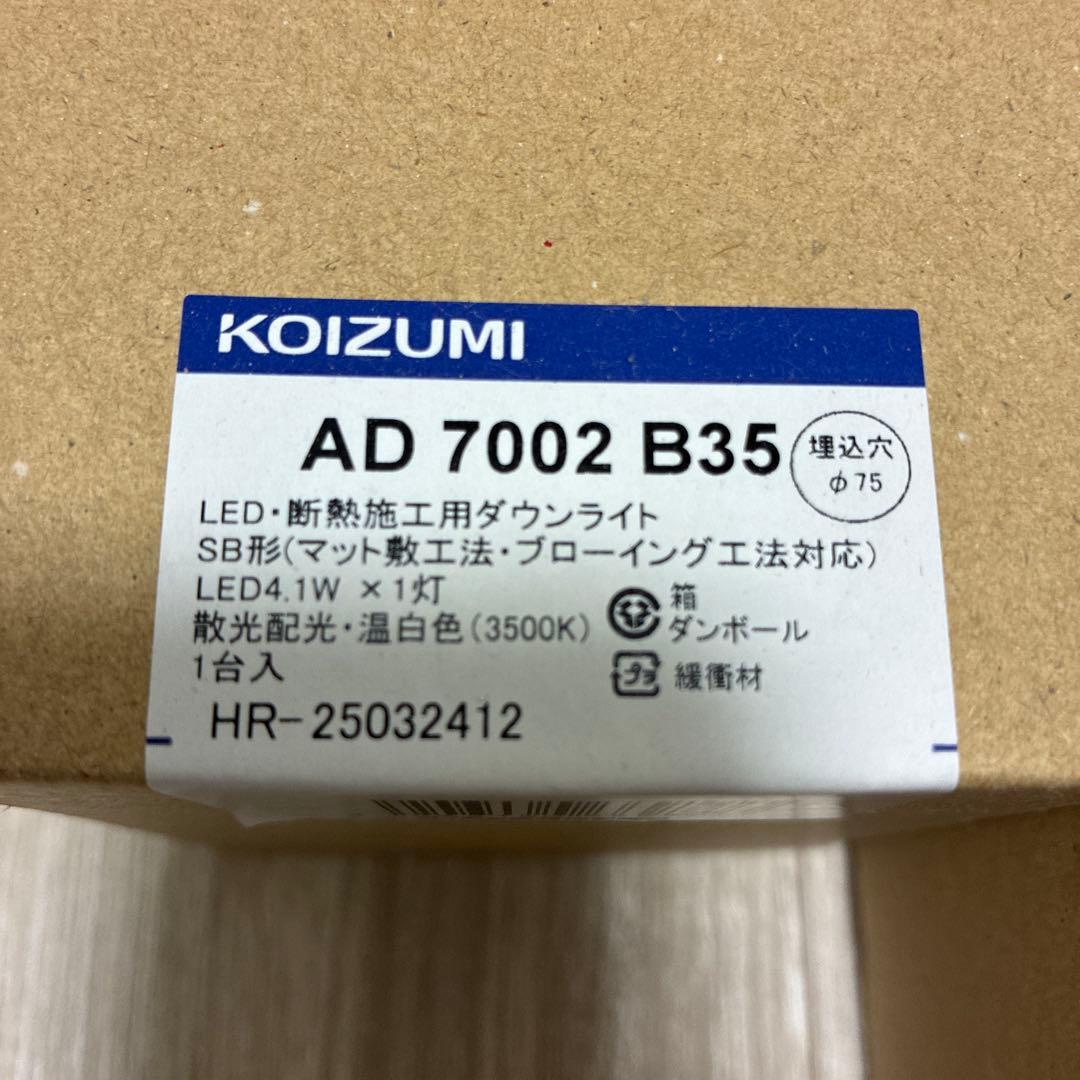 KOIZUMI
AD 7002 B35
埋込穴
φ75
LED・断熱施工用ダウンライト
SB形(マット敷工法・ブローイング工法対応)
LED4.1W ×1灯
散光配光・温白色(3500K)
1台入
箱
ダンボール
プラ
緩衝材
HR-25032412